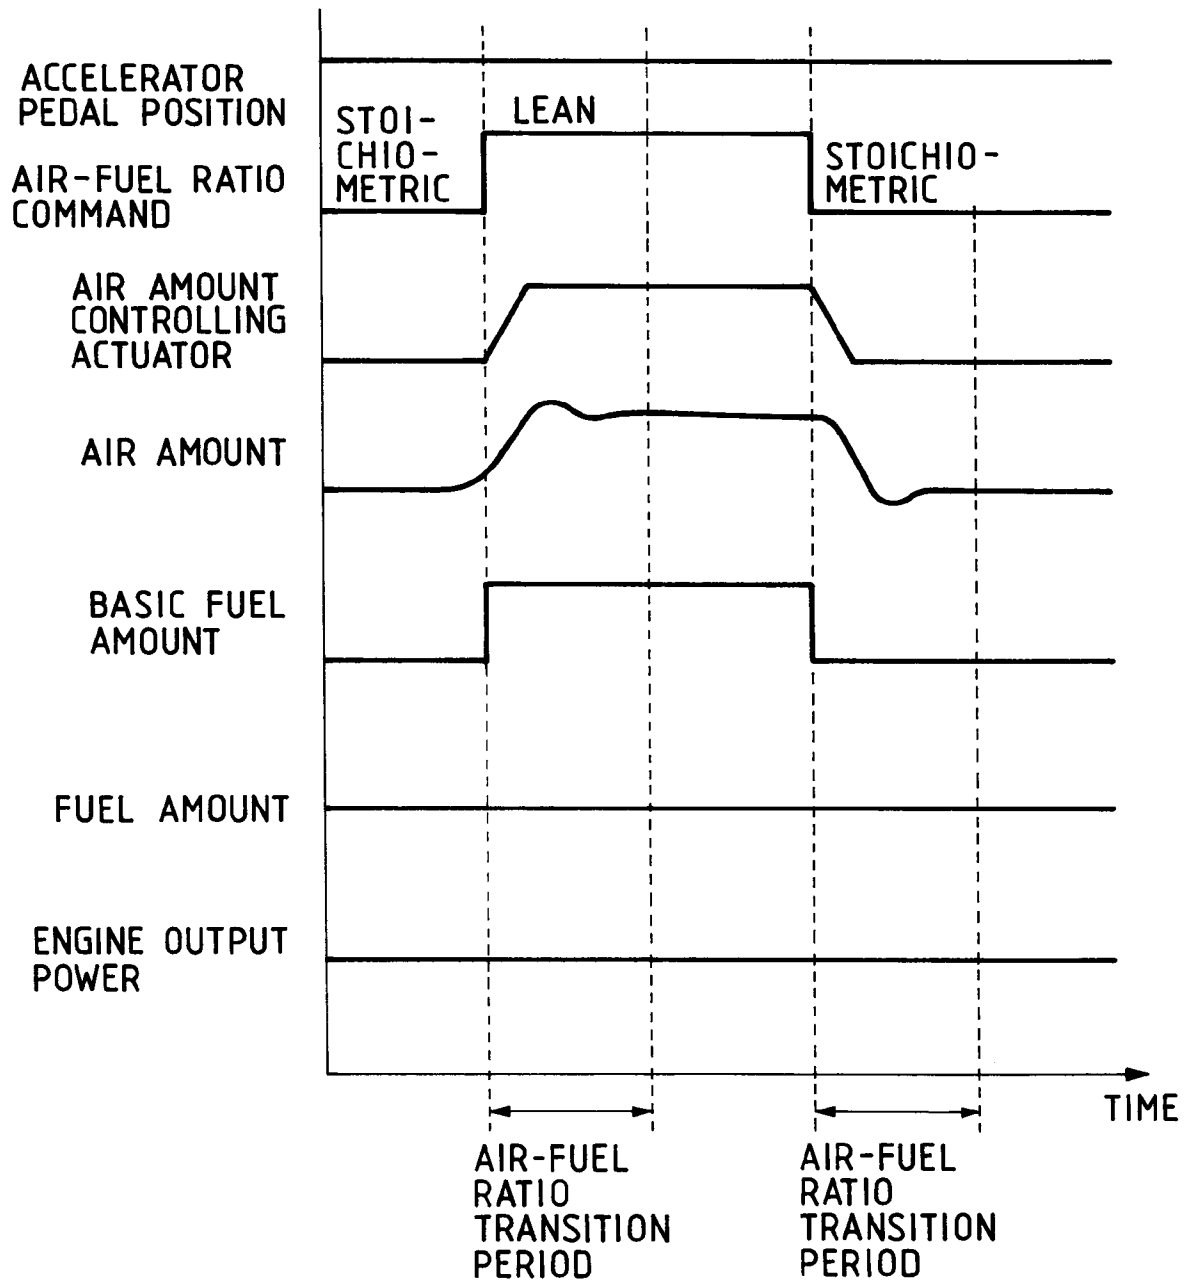 ACCELERATOR
PEDAL POSITION
STOI-
CHIO-
METRIC
LEAN
STOICHIO-
METRIC
AIR-FUEL RATIO
COMMAND
AIR AMOUNT
CONTROLLING
ACTUATOR
AIR AMOUNT
BASIC FUEL
AMOUNT
FUEL AMOUNT
ENGINE OUTPUT
POWER
TIME
AIR-FUEL
RATIO
TRANSITION
PERIOD
AIR-FUEL
RATIO
TRANSITION
PERIOD